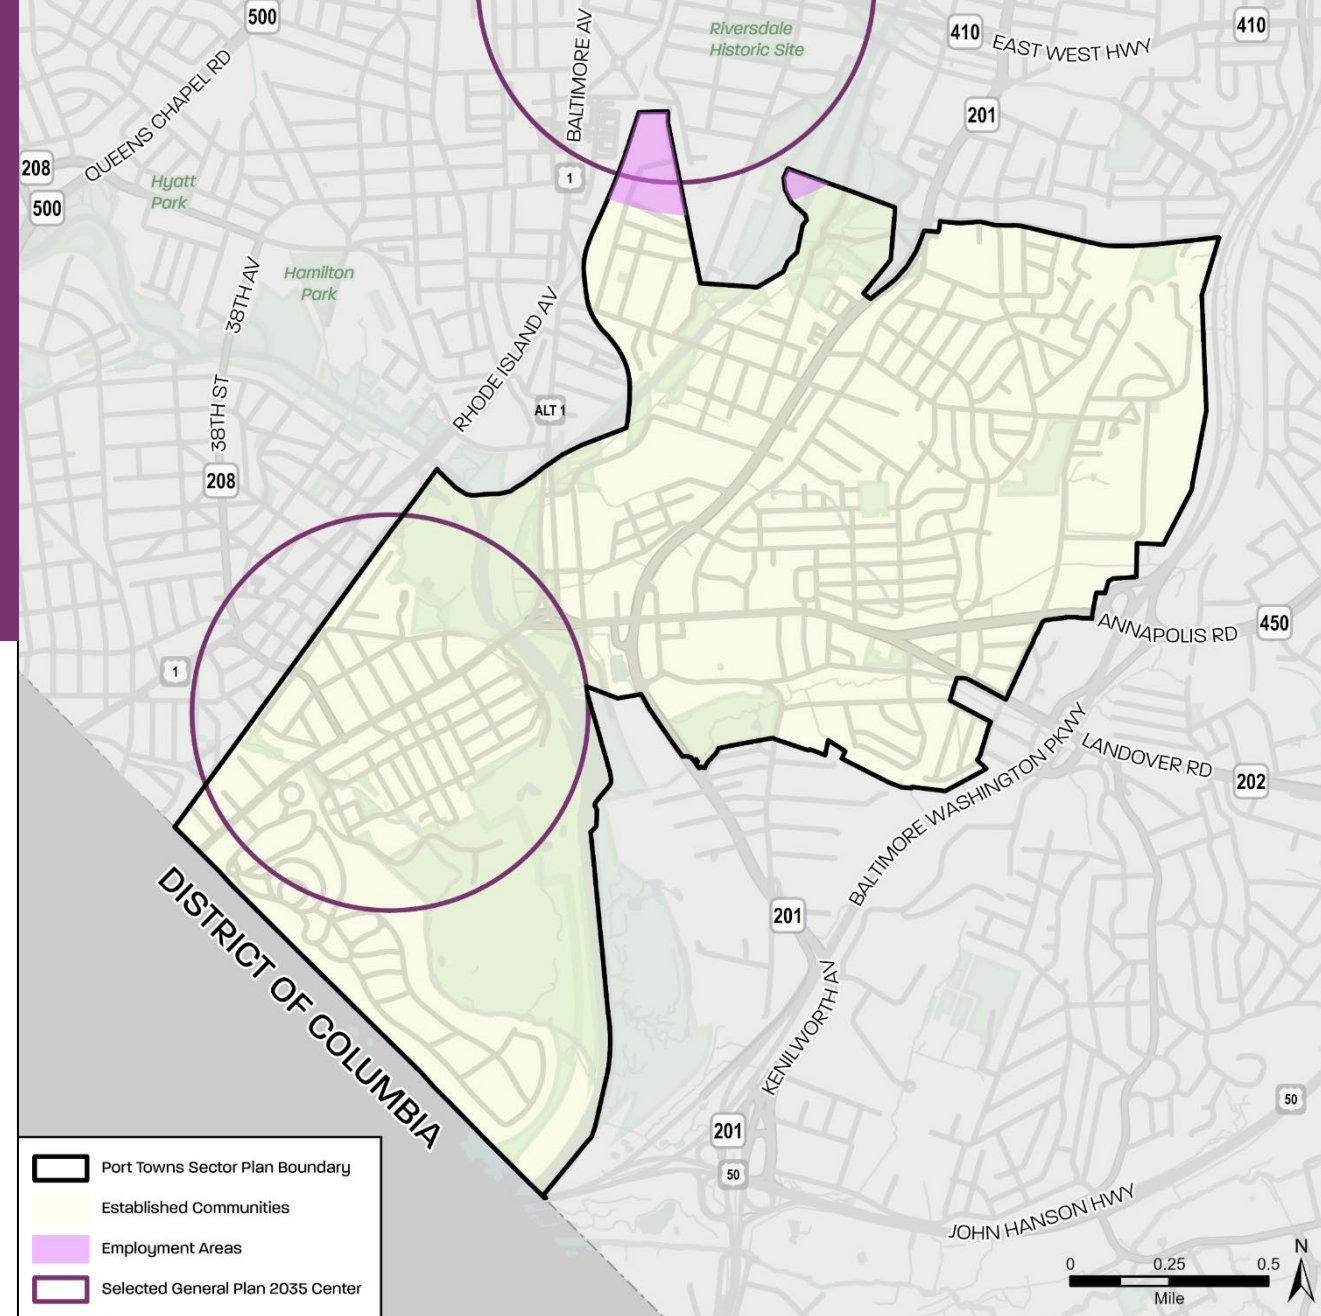 500
BALTIMORE AV
Riversdale
Historic Site
410
EAST WEST HWY
410
QUEENS CHAPEL RD
201
208
500
Hyatt
Park
1
Hamilton
Park
38TH AV
RHODE ISLAND AV
38TH ST
ALT 1
208
1
ANNAPOLIS RD
450
LANDOVER RD
202
BALTIMORE WASHINGTON PKWY
DISTRICT OF COLUMBIA
201
KENILWORTH AV
50
201
50
JOHN HANSON HWY
Port Towns Sector Plan Boundary
Established Communities
Employment Areas
Selected General Plan 2035 Center
0 0.25 0.5
Mile
N